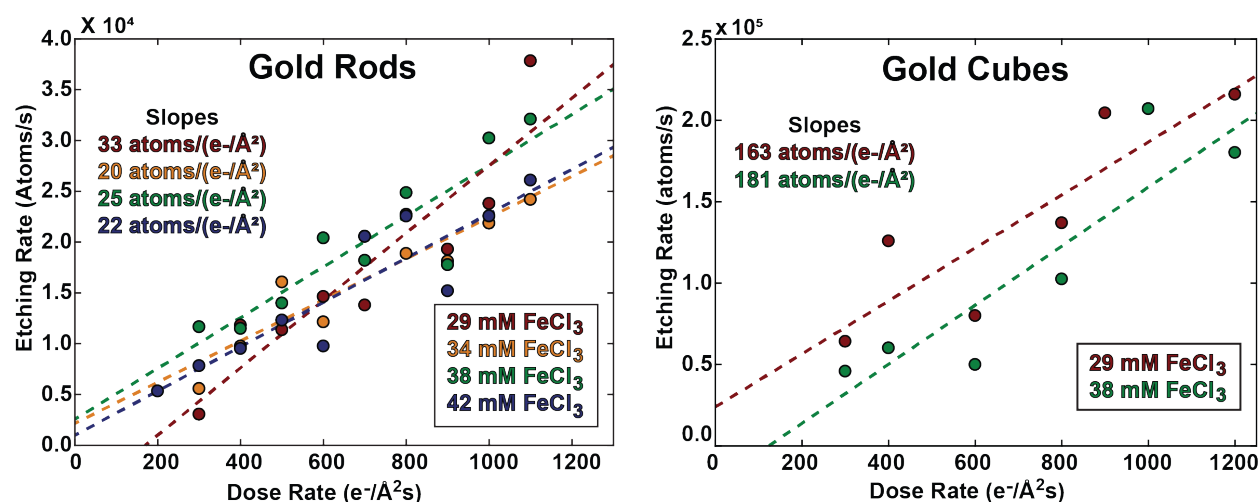 X 10⁴
Gold Rods
Slopes
33 atoms/(e-/Å²)
20 atoms/(e-/Å²)
25 atoms/(e-/Å²)
22 atoms/(e-/Å²)
29 mM FeCl₃
34 mM FeCl₃
38 mM FeCl₃
42 mM FeCl₃
Etching Rate (Atoms/s)
4.0
3.5
3.0
2.5
2.0
1.5
1.0
0.5
0.0
0 200 400 600 800 1000 1200
Dose Rate (e⁻/Å²s)
x 10⁵
Gold Cubes
Slopes
163 atoms/(e-/Å²)
181 atoms/(e-/Å²)
29 mM FeCl₃
38 mM FeCl₃
Etching Rate (atoms/s)
2.5
2.0
1.5
1.0
0.5
0.0
0 200 400 600 800 1000 1200
Dose Rate (e⁻/Å²s)